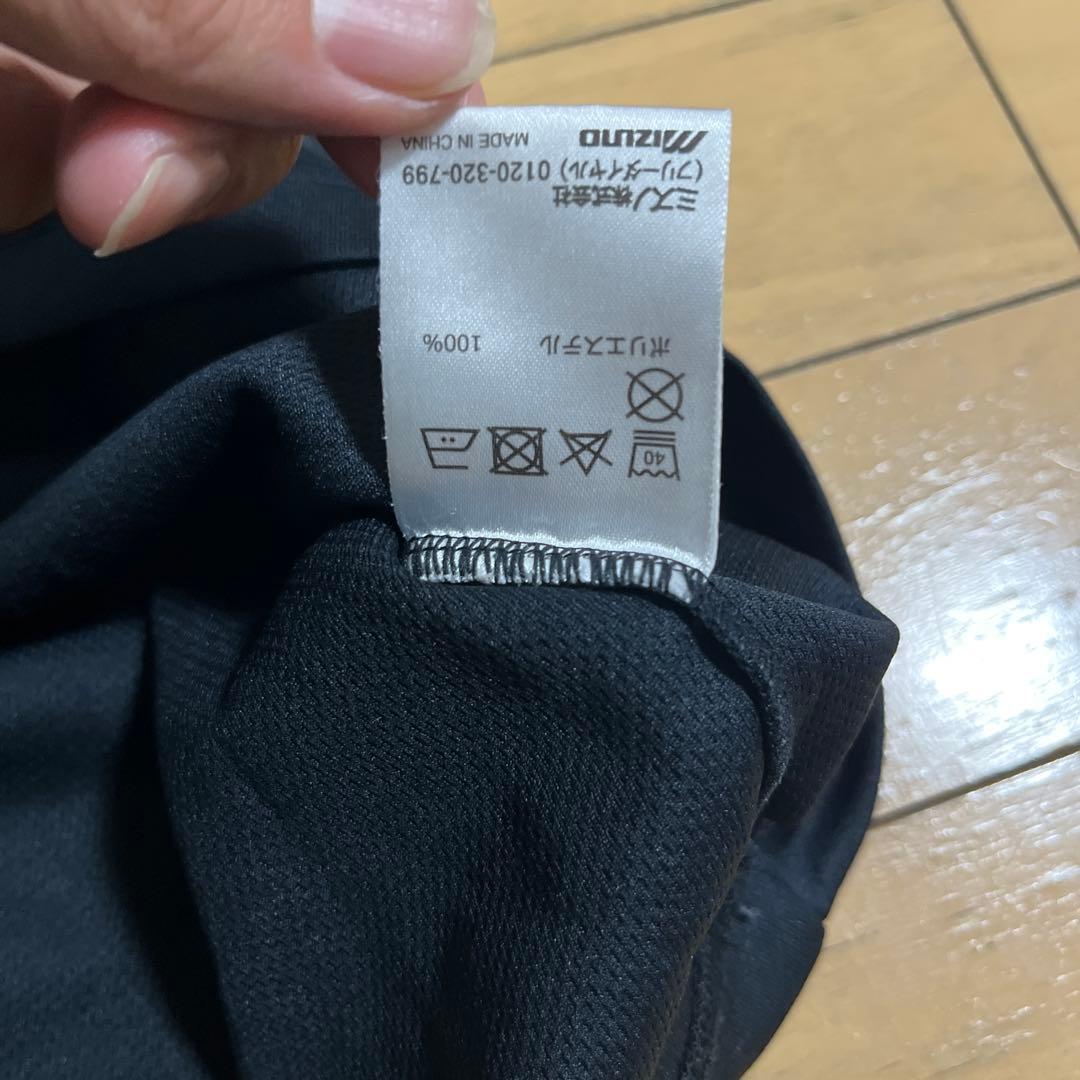 40
ポリエステル 100%
ミズノ株式会社
(フリーダイヤル) 0120-320-799
MIZUNO MADE IN CHINA